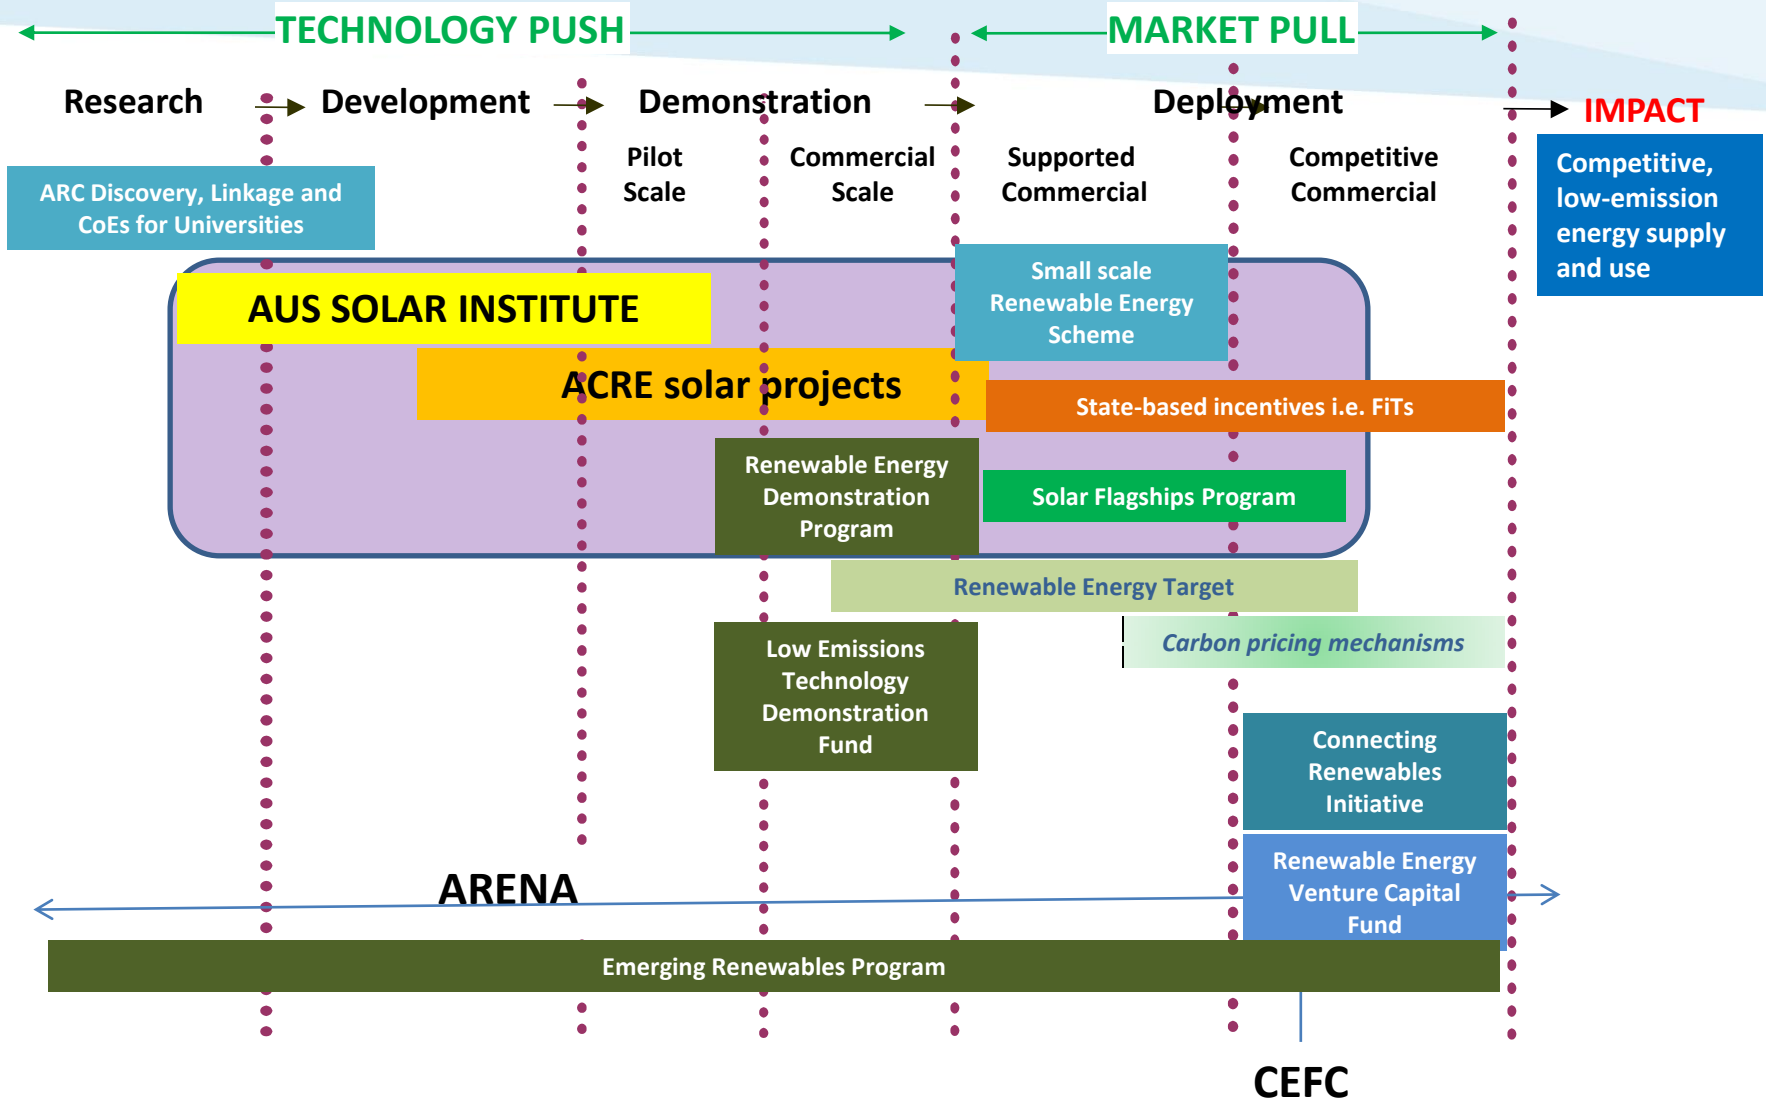 TECHNOLOGY PUSH
MARKET PULL
Research
Development
Demonstration
Deployment
IMPACT
Pilot
Scale
Commercial
Scale
Supported
Commercial
Competitive
Commercial
Competitive,
low-emission
energy supply
and use
ARC Discovery, Linkage and
CoEs for Universities
AUS SOLAR INSTITUTE
Small scale
Renewable Energy
Scheme
ACRE solar projects
State-based incentives i.e. FiTs
Renewable Energy
Demonstration
Program
Solar Flagships Program
Renewable Energy Target
Low Emissions
Technology
Demonstration
Fund
Carbon pricing mechanisms
Connecting
Renewables
Initiative
ARENA
Renewable Energy
Venture Capital
Fund
Emerging Renewables Program
CEFC